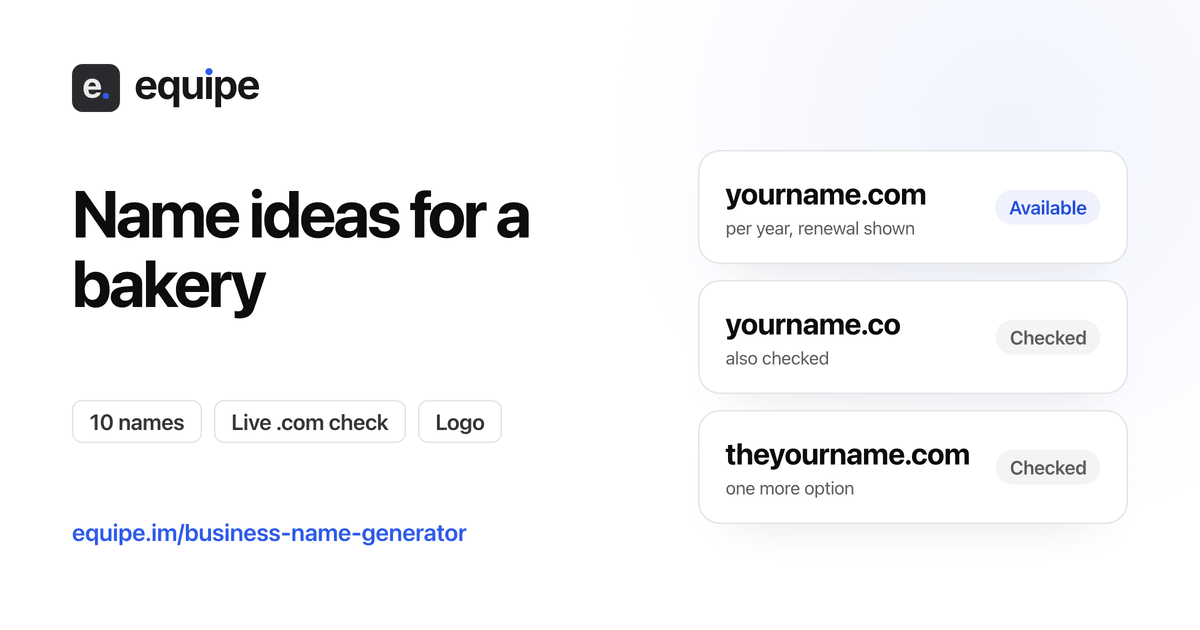 e.
equipe
Name ideas for a
bakery
10 names
Live .com check
Logo
equipe.im/business-name-generator
yourname.com
per year, renewal shown
Available
yourname.co
also checked
Checked
theyourname.com
one more option
Checked